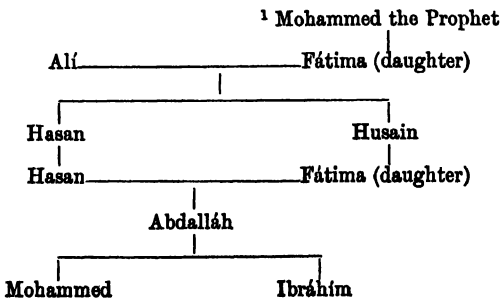 ¹ Mohammed the Prophet
Alí Fátima (daughter)
Hasan Husain
Hasan Fátima (daughter)
Abdalláh
Mohammed Ibráhím